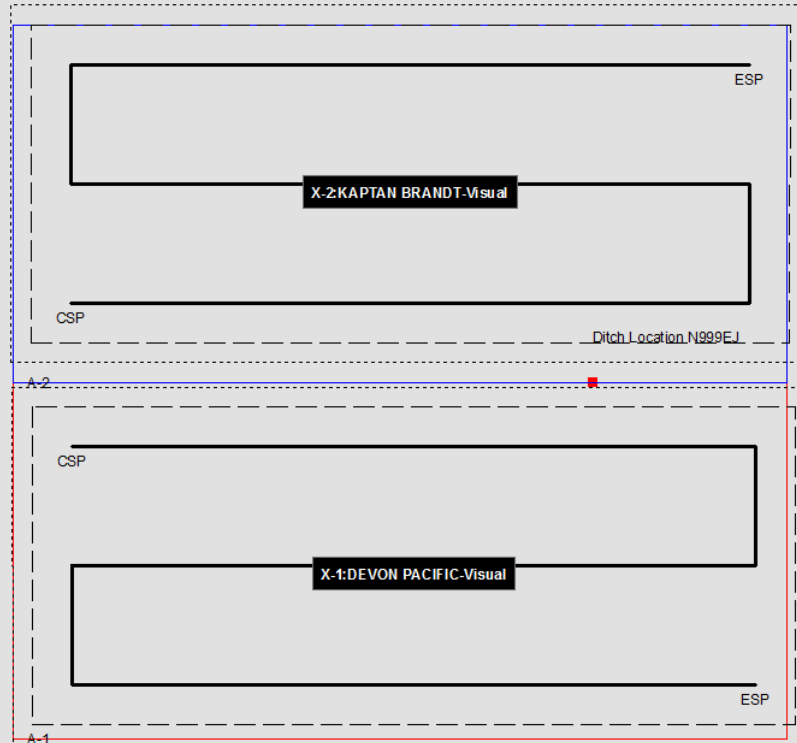 ESP
X-2:KAPTAN BRANDT-Visual
CSP
Ditch Location N999EJ
A-2
CSP
X-1:DEVON PACIFIC-Visual
ESP
A-1